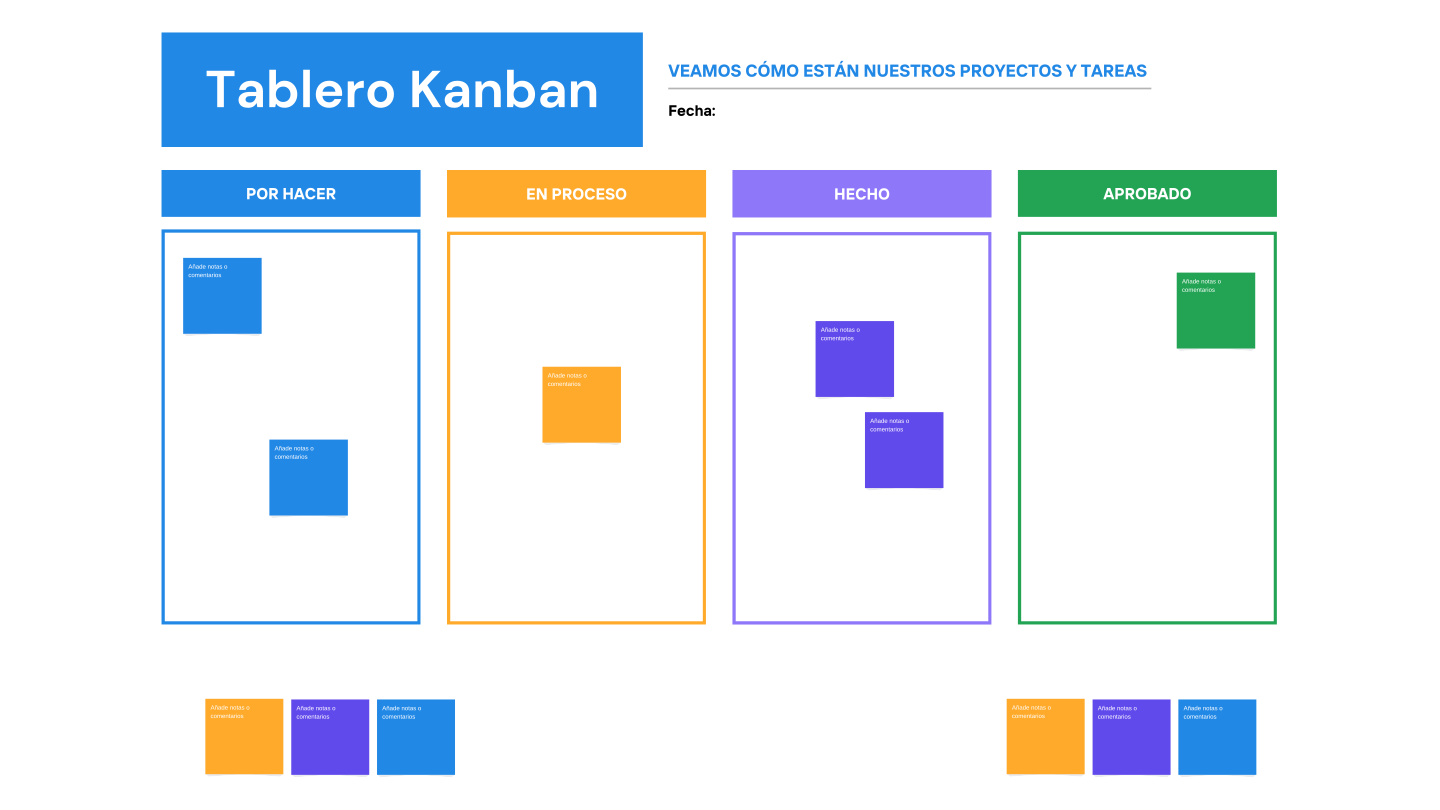 Tablero Kanban
VEAMOS CÓMO ESTÁN NUESTROS PROYECTOS Y TAREAS
Fecha:
POR HACER
EN PROCESO
HECHO
APROBADO
Añade notas o
comentarios
Añade notas o
comentarios
Añade notas o
comentarios
Añade notas o
comentarios
Añade notas o
comentarios
Añade notas o
comentarios
Añade notas o
comentarios
Añade notas o
comentarios
Añade notas o
comentarios
Añade notas o
comentarios
Añade notas o
comentarios
Añade notas o
comentarios